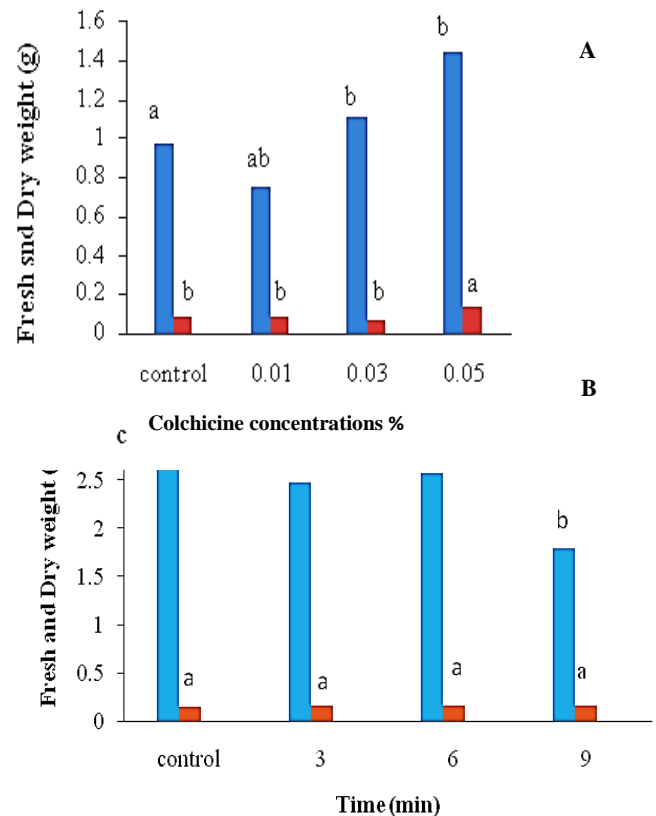 Fresh snd Dry weight (g)
1.6
1.4
1.2
1
0.8
0.6
0.4
0.2
0
a
b
ab
b
b
b
b
a
control 0.01 0.03 0.05
A
Colchicine concentrations %
B
c
Fresh and Dry weight (
2.5
2
1.5
1
0.5
0
a
a
a
b
a
control 3 6 9
Time (min)